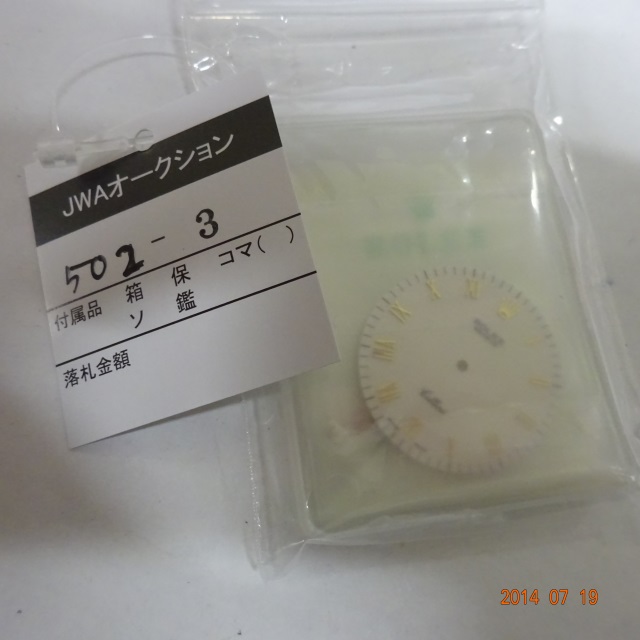 JWAオークション
502-3
付属品 箱 保 コマ( )
ソ 鑑
落札金額
2014 07 19